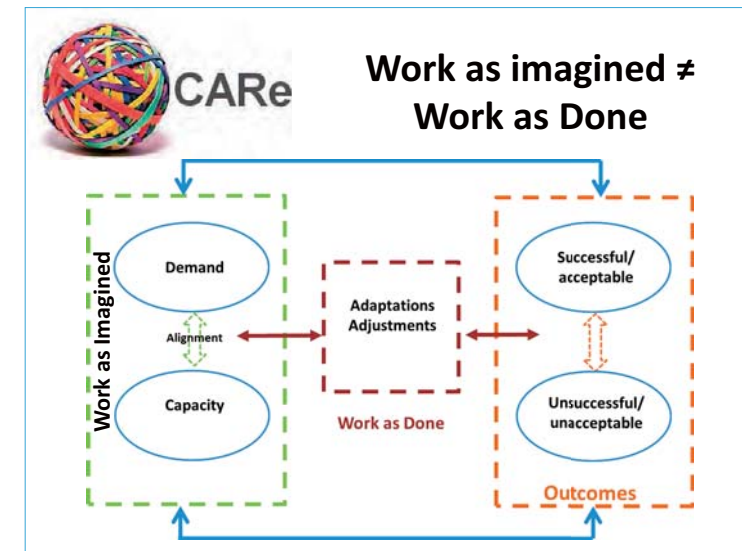 CARe
Work as imagined ≠
Work as Done
Work as Imagined
Demand
Alignment
Capacity
Adaptations
Adjustments
Work as Done
Successful/
acceptable
Unsuccessful/
unacceptable
Outcomes